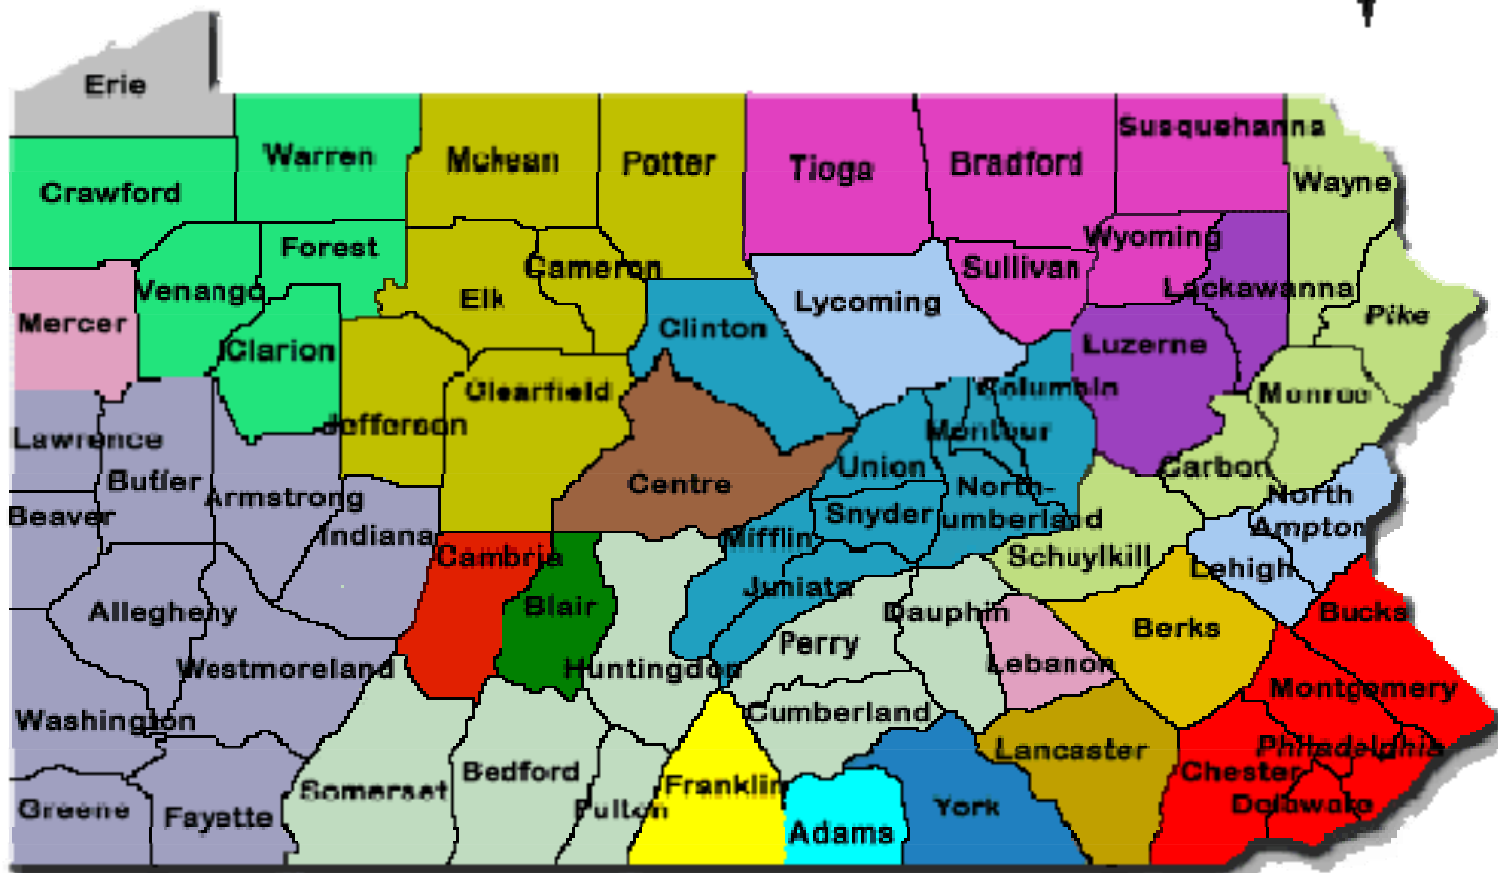 Erie
Warren
Mckean
Potter
Tioga
Bradford
Susquehanna
Crawford
Wayne
Forest
Wyoming
Venango
Elk
Cameron
Sullivan
Lackawanna
Mercer
Clarion
Clinton
Lycoming
Luzerne
Pike
Lawrence
Jefferson
Clearfield
Columbia
Monroe
Butler
Armstrong
Centre
Union
Montour
Carbon
Beaver
Indiana
Snyder
North-
umberland
North
Ampton
Cambria
Mifflin
Schuylkill
Lehigh
Allegheny
Blair
Juniata
Dauphin
Berks
Bucks
Westmoreland
Huntingdon
Perry
Lebanon
Montgomery
Washington
Cumberland
Lancaster
Philadelphia
Greene
Fayette
Somerset
Bedford
Fulton
Franklin
Adams
York
Chester
Delaware